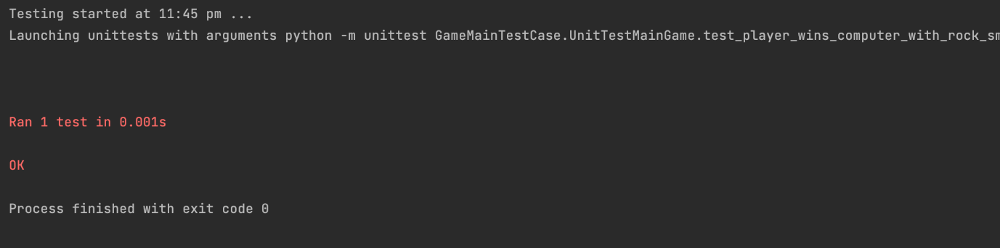 Testing started at 11:45 pm ...
Launching unittests with arguments python -m unittest GameMainTestCase.UnitTestMainGame.test_player_wins_computer_with_rock_sm
Ran 1 test in 0.001s
OK
Process finished with exit code 0